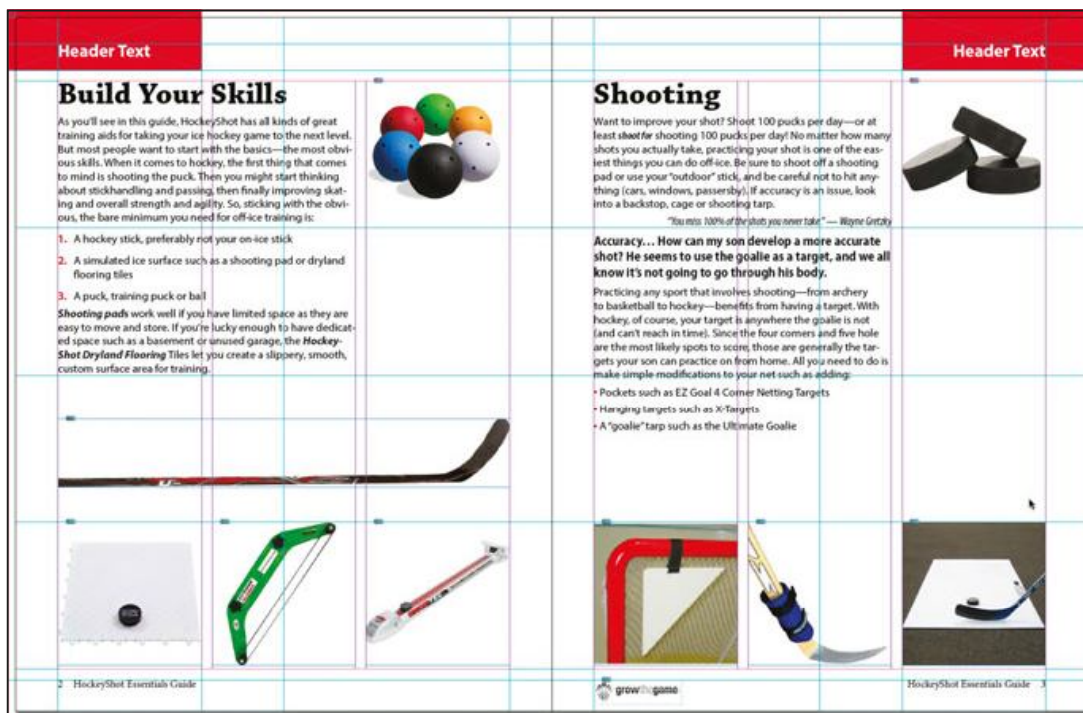 Header Text
Build Your Skills
As you'll see in this guide, HockeyShot has all kinds of great
training aids for taking your ice hockey game to the next level.
But most people want to start with the basics—the most obvi-
ous skills. When it comes to hockey, the first thing that comes
to mind is shooting the puck. Then you might start thinking
about stickhandling and passing, then finally improving skat-
ing and overall strength and agility. So, sticking with the obvi-
ous, the bare minimum you need for off-ice training is:
1. A hockey stick, preferably not your on-ice stick
2. A simulated ice surface such as a shooting pad or dryland
flooring tiles
3. A puck, training puck or ball
Shooting pads work well if you have limited space as they are
easy to move and store. If you're lucky enough to have dedicat-
ed space such as a basement or unused garage, the Hockey-
Shot Dryland Flooring Tiles let you create a slippery, smooth,
custom surface area for training.
2 HockeyShot Essentials Guide
Header Text
Shooting
Want to improve your shot? Shoot 100 pucks per day—or at
least shoot for shooting 100 pucks per day! No matter how many
shots you actually take, practicing your shot is one of the eas-
iest things you can do off-ice. Be sure to shoot off a shooting
pad or use your "outdoor" stick, and be careful not to hit any-
thing (cars, windows, passersby). If accuracy is an issue, look
into a backstop, cage or shooting tarp.
"You miss 100% of the shots you never take" — Wayne Gretzky
Accuracy... How can my son develop a more accurate
shot? He seems to use the goalie as a target, and we all
know it's not going to go through his body.
Practicing any sport that involves shooting—from archery
to basketball to hockey—benefits from having a target. With
hockey, of course, your target is anywhere the goalie is not
(and can't reach in time). Since the four corners and five hole
are the most likely spots to score, those are generally the tar-
gets your son can practice on from home. All you need to do is
make simple modifications to your net such as adding:
• Pockets such as EZ Goal 4 Corner Netting Targets
• Hanging targets such as X-Targets
• A "goalie" tarp such as the Ultimate Goalie
growthegame
HockeyShot Essentials Guide 3